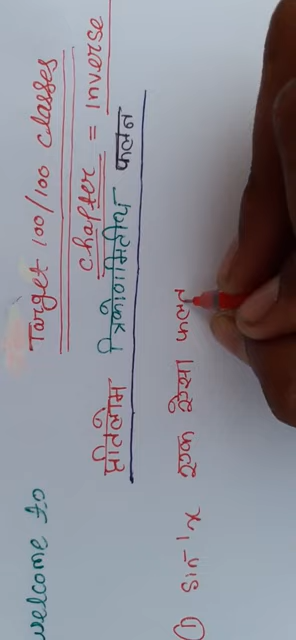 welcome to
Target 100/100 classes
chapter = Inverse
प्रतिलोम त्रिकोणमितीय फलन
① sin⁻¹x एक ऐसा फलन